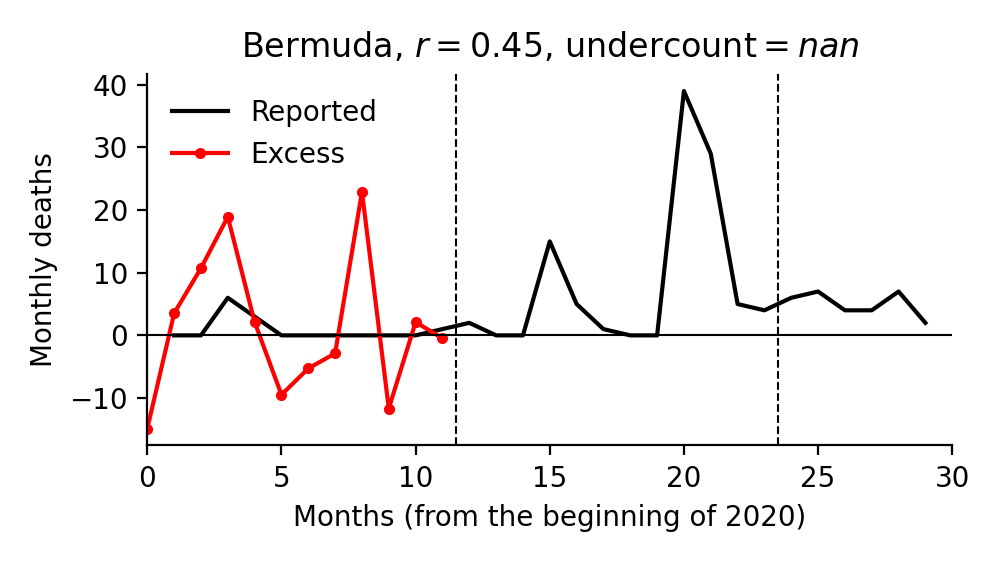 Bermuda, r = 0.45, undercount = nan
40
30
20
10
0
−10
Monthly deaths
Reported
Excess
0 5 10 15 20 25 30
Months (from the beginning of 2020)